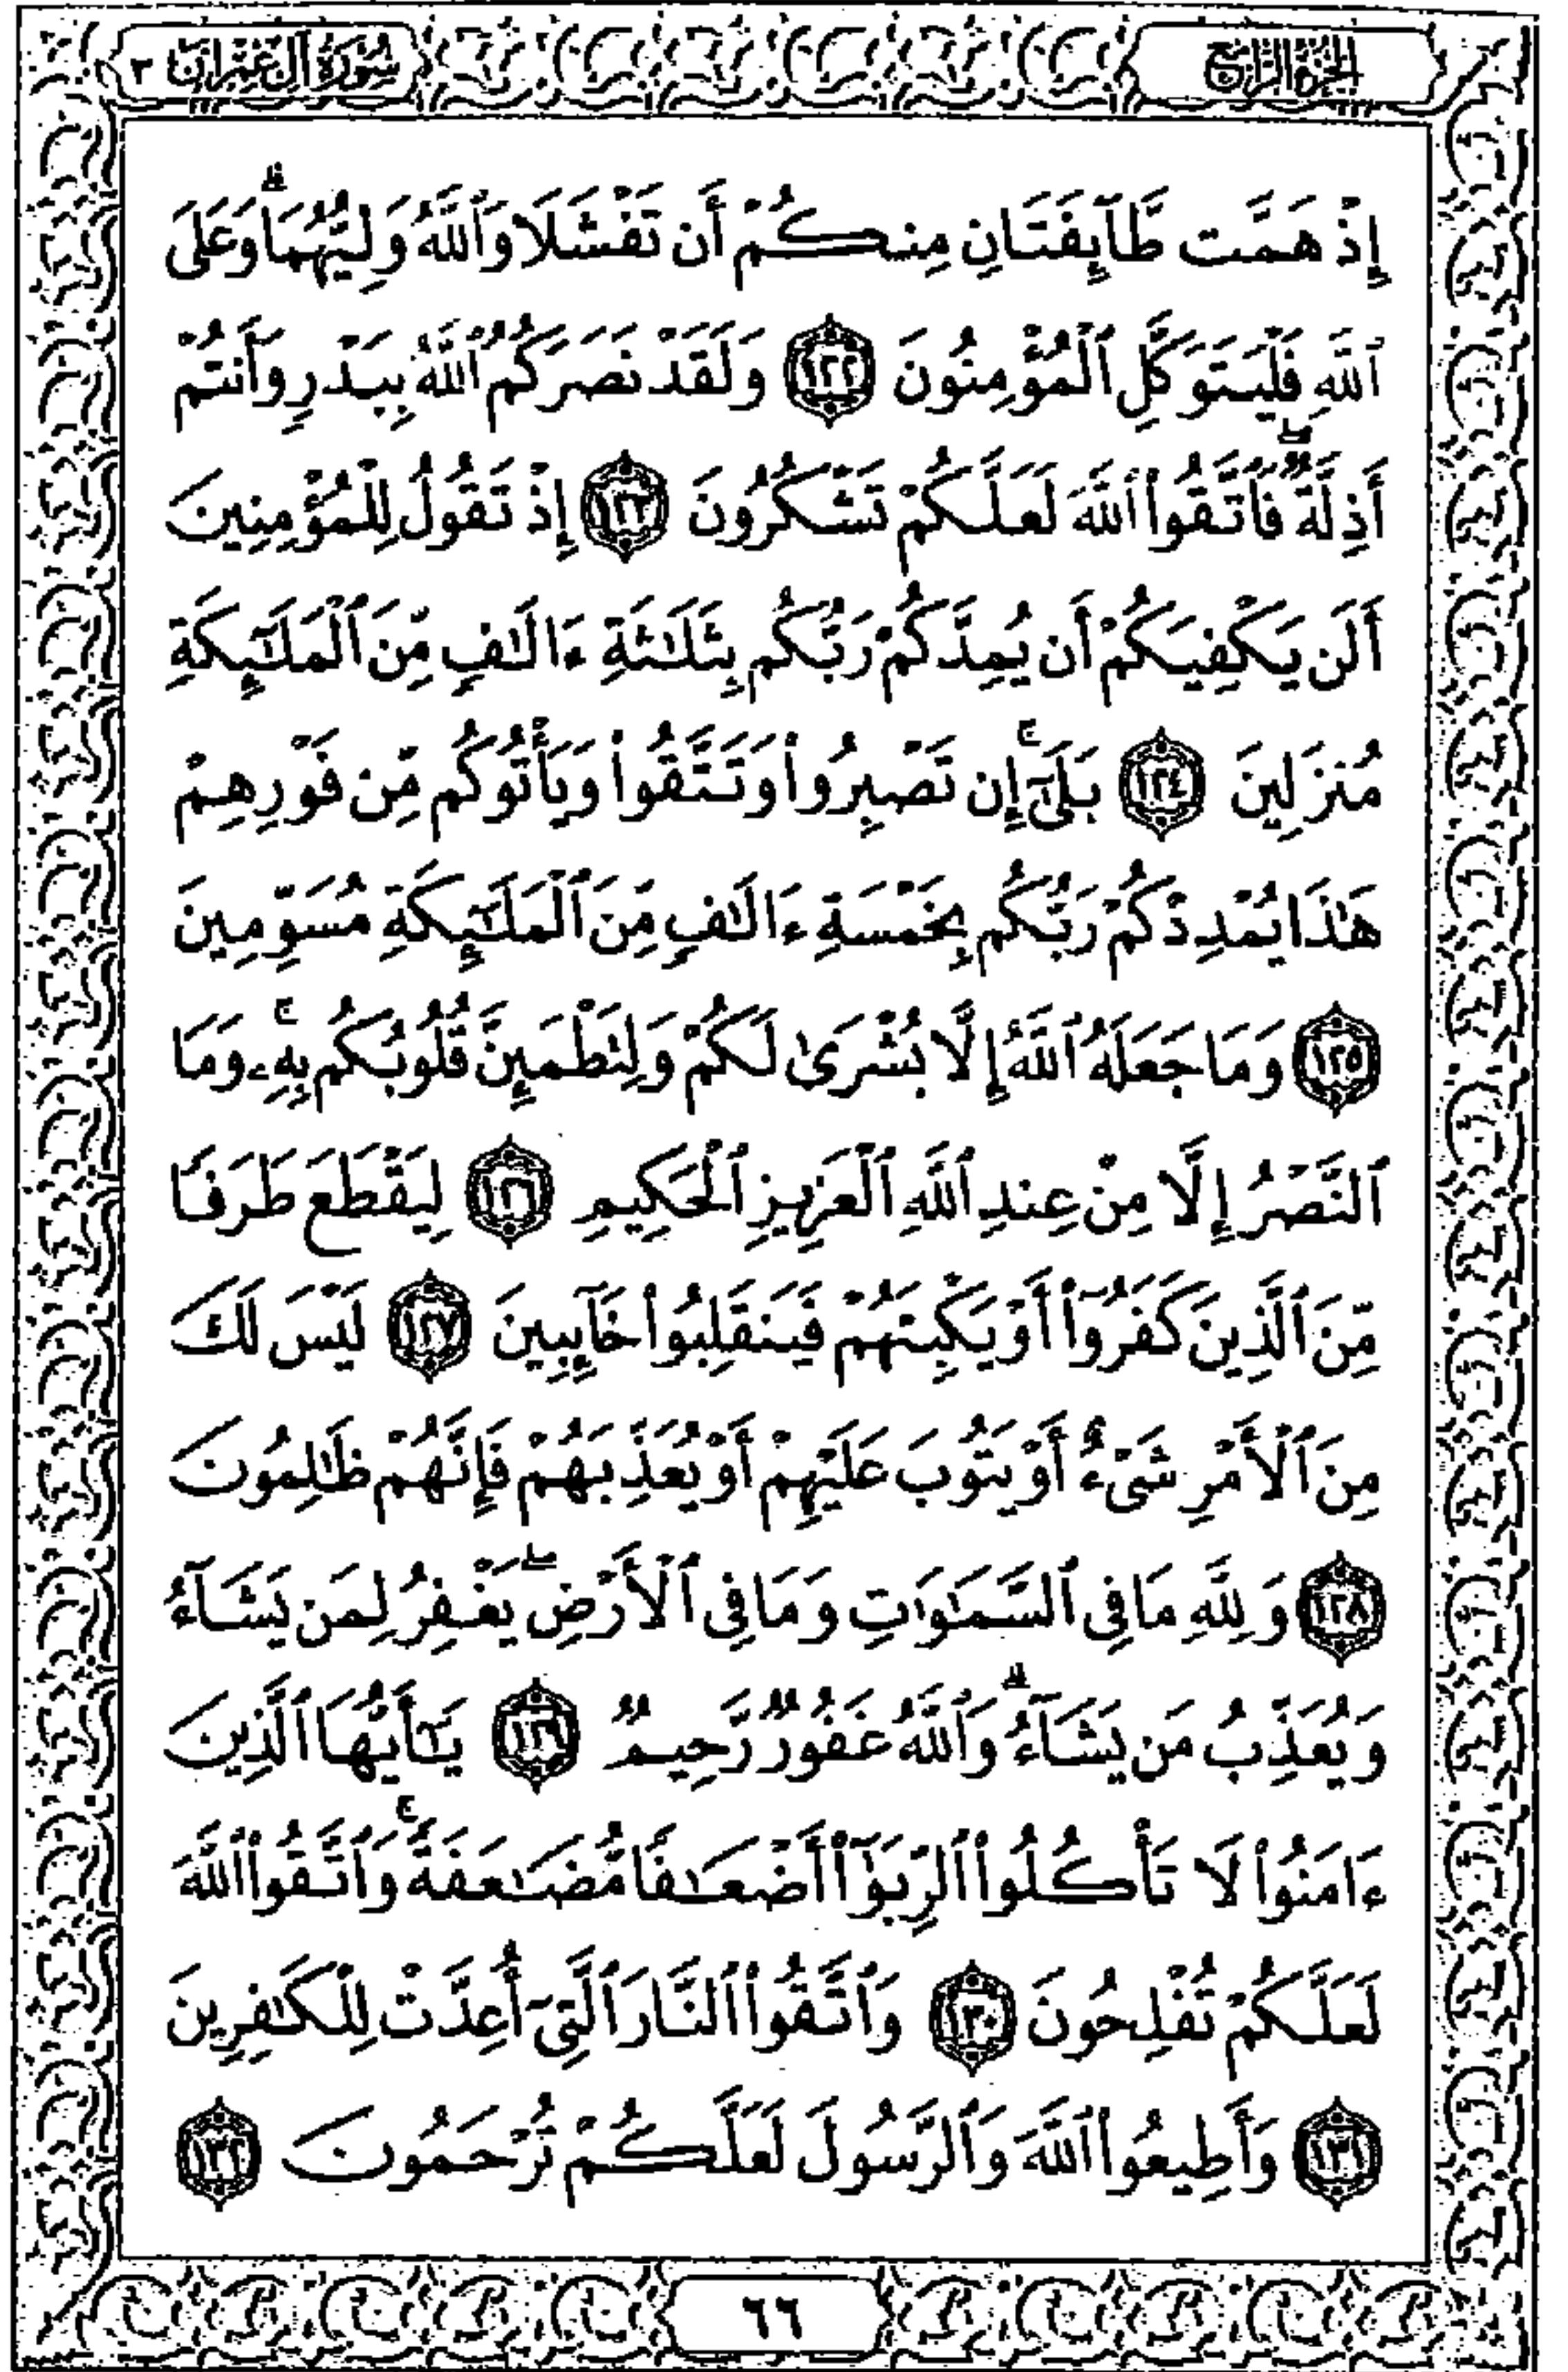 الجزء الرابع
سورة آل عمران ٣
إِذْ هَمَّت طَّآئِفَتَانِ مِنكُمْ أَن تَفْشَلَا وَٱللَّهُ وَلِيُّهُمَاۗ وَعَلَى
ٱللَّهِ فَلْيَتَوَكَّلِ ٱلْمُؤْمِنُونَ ١٢٢ وَلَقَدْ نَصَرَكُمُ ٱللَّهُ بِبَدْرٍ وَأَنتُمْ
أَذِلَّةٌۖ فَٱتَّقُوا۟ ٱللَّهَ لَعَلَّكُمْ تَشْكُرُونَ ١٢٣ إِذْ تَقُولُ لِلْمُؤْمِنِينَ
أَلَن يَكْفِيَكُمْ أَن يُمِدَّكُمْ رَبُّكُم بِثَلَٰثَةِ ءَالَٰفٍ مِّنَ ٱلْمَلَٰٓئِكَةِ
مُنزَلِينَ ١٢٤ بَلَىٰٓۚ إِن تَصْبِرُوا۟ وَتَتَّقُوا۟ وَيَأْتُوكُم مِّن فَوْرِهِمْ
هَٰذَا يُمْدِدْكُمْ رَبُّكُم بِخَمْسَةِ ءَالَٰفٍ مِّنَ ٱلْمَلَٰٓئِكَةِ مُسَوِّمِينَ
١٢٥ وَمَا جَعَلَهُ ٱللَّهُ إِلَّا بُشْرَىٰ لَكُمْ وَلِتَطْمَئِنَّ قُلُوبُكُم بِهِۦۚ وَمَا
ٱلنَّصْرُ إِلَّا مِنْ عِندِ ٱللَّهِ ٱلْعَزِيزِ ٱلْحَكِيمِ ١٢٦ لِيَقْطَعَ طَرَفًا
مِّنَ ٱلَّذِينَ كَفَرُوٓا۟ أَوْ يَكْبِتَهُمْ فَيَنقَلِبُوا۟ خَآئِبِينَ ١٢٧ لَيْسَ لَكَ
مِنَ ٱلْأَمْرِ شَىْءٌ أَوْ يَتُوبَ عَلَيْهِمْ أَوْ يُعَذِّبَهُمْ فَإِنَّهُمْ ظَٰلِمُونَ
١٢٨ وَلِلَّهِ مَا فِى ٱلسَّمَٰوَٰتِ وَمَا فِى ٱلْأَرْضِۖ يَغْفِرُ لِمَن يَشَآءُ
وَيُعَذِّبُ مَن يَشَآءُۗ وَٱللَّهُ غَفُورٌ رَّحِيمٌ ١٢٩ يَٰٓأَيُّهَا ٱلَّذِينَ
ءَامَنُوا۟ لَا تَأْكُلُوا۟ ٱلرِّبَوٰٓا۟ أَضْعَٰفًا مُّضَٰعَفَةًۚ وَٱتَّقُوا۟ ٱللَّهَ
لَعَلَّكُمْ تُفْلِحُونَ ١٣٠ وَٱتَّقُوا۟ ٱلنَّارَ ٱلَّتِىٓ أُعِدَّتْ لِلْكَٰفِرِينَ
١٣١ وَأَطِيعُوا۟ ٱللَّهَ وَٱلرَّسُولَ لَعَلَّكُمْ تُرْحَمُونَ ١٣٢
٦٦